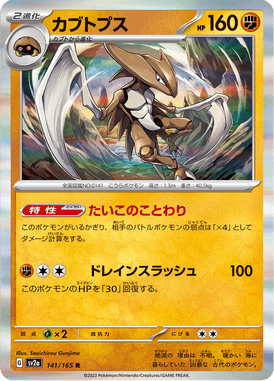 2進化
カブトプス
カブトから進化
HP 160
全国図鑑NO.0141 こうらポケモン 高さ：1.3m 重さ：40.5kg
特性 たいこのことわり
このポケモンがいるかぎり、相手のバトルポケモンの弱点は「×4」として
ダメージ計算をする。
ドレインスラッシュ 100
このポケモンのHPを「30」回復する。
弱点 ×2 抵抗力 にげる
Illus. Souichirou Gunjima
SV2a 141/165 R
©2023 Pokémon/Nintendo/Creatures/GAME FREAK.